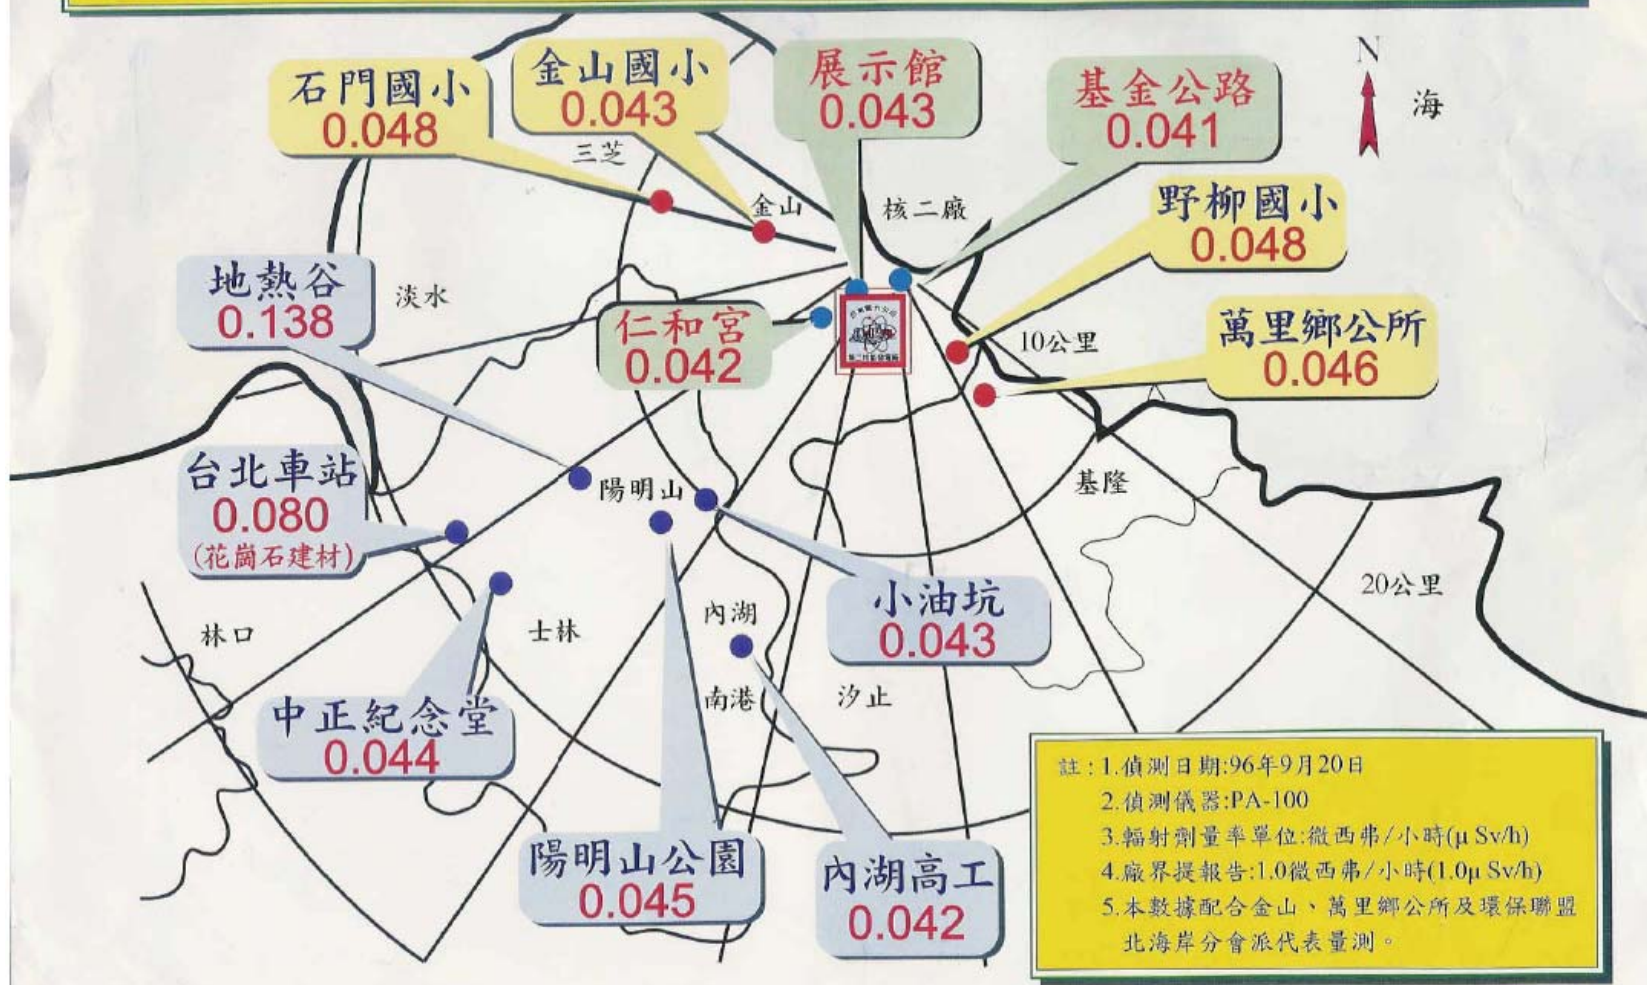 石門國小
0.048
金山國小
0.043
展示館
0.043
基金公路
0.041
N
海
三芝
金山
核二廠
野柳國小
0.048
地熱谷
0.138
淡水
仁和宮
0.042
10公里
萬里鄉公所
0.046
台北車站
0.080
(花崗石建材)
陽明山
基隆
小油坑
0.043
20公里
林口
士林
內湖
南港
汐止
中正紀念堂
0.044
陽明山公園
0.045
內湖高工
0.042
註:1.偵測日期:96年9月20日
2.偵測儀器:PA-100
3.輻射劑量率單位:微西弗/小時(μ Sv/h)
4.廠界提報告:1.0微西弗/小時(1.0μ Sv/h)
5.本數據配合金山、萬里鄉公所及環保聯盟
北海岸分會派代表量測。